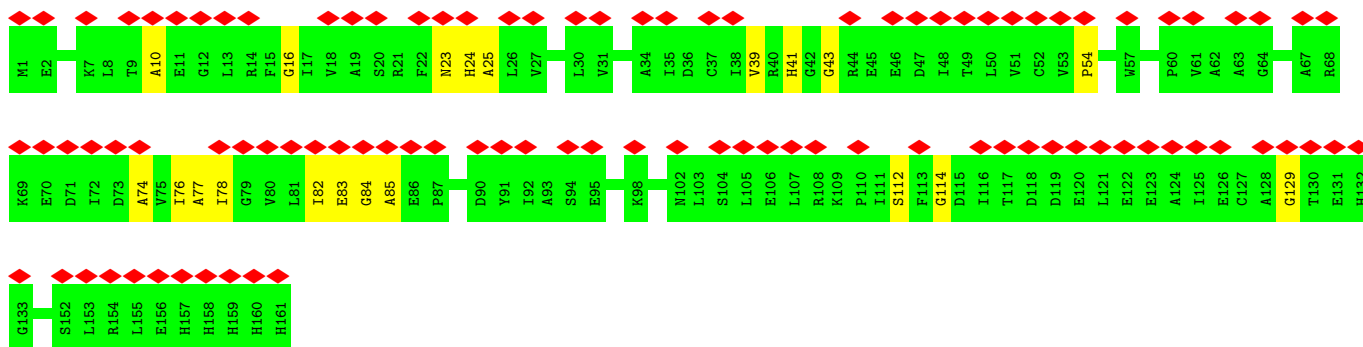 M1 E2 K7 L8 T9 A10 E11 G12 L13 R14 F15 G16 I17 V18 A19 S20 R21 F22 N23 H24 A25 L26 V27 L30 V31 A34 I35 D36 C37 I38 V39 R40 H41 G42 G43 R44 E45 E46 D47 I48 T49 L50 V51 C52 V53 P54 W57 P60 V61 A62 A63 G64 A67 R68
K69 E70 D71 I72 D73 A74 V75 I76 A77 I78 G79 V80 L81 I82 E83 G84 A85 E86 P87 D90 Y91 I92 A93 S94 E95 K98 N102 L103 S104 L105 E106 L107 R108 K109 P110 I111 S112 F113 G114 D115 I116 T117 D118 D119 E120 L121 E122 E123 A124 I125 E126 C127 A128 G129 T130 E131 H132
G133 S152 L153 R154 L155 E156 H157 H158 H159 H160 H161